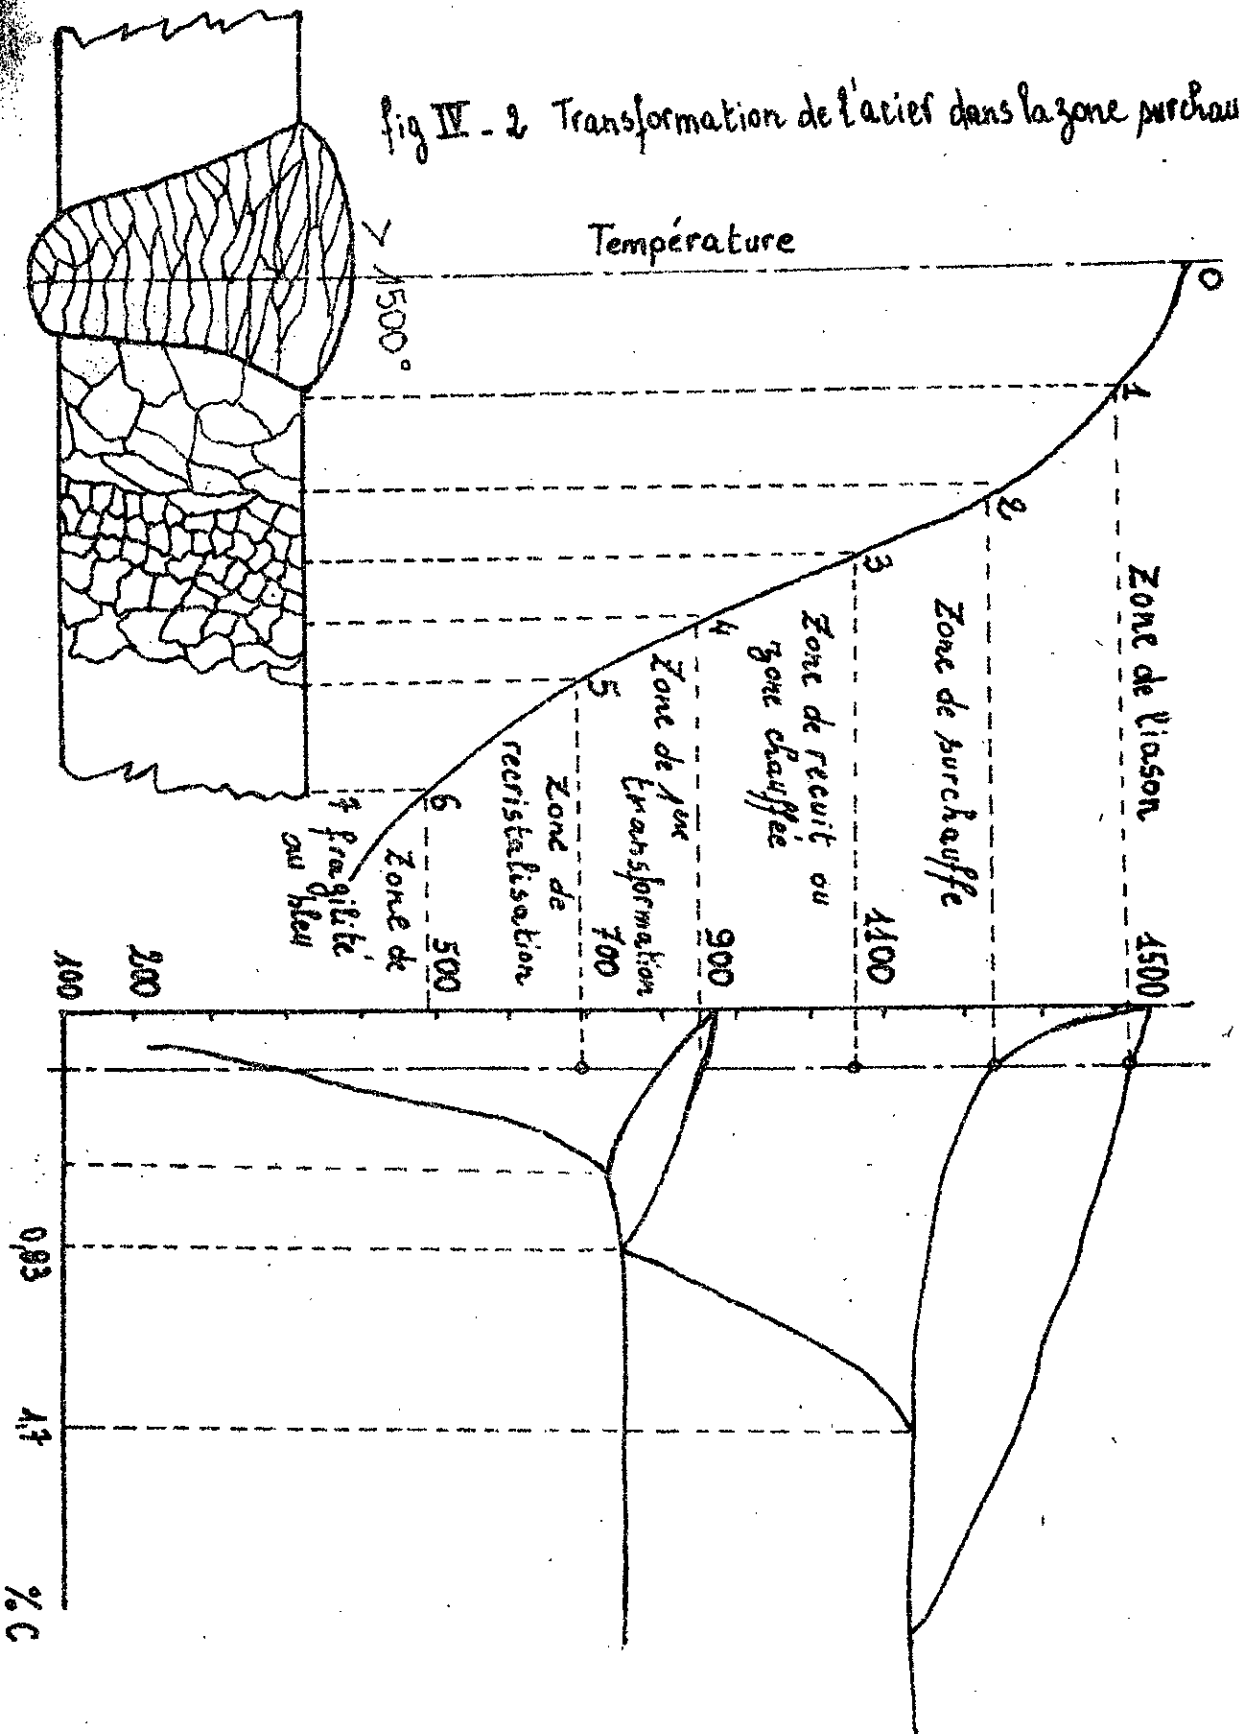 fig IV - 2 Transformation de l'acier dans la zone surchau
Température
> 1500°
0
1
2
3
4
5
6
7
Zone de liason
Zone de surchauffe
Zone de recuit ou
zone chauffée
Zone de 1ère
transformation
Zone de
recristalisation
Zone de
fragilité
au bleu
1500
1100
900
700
500
200
100
0,83
1,7
% C